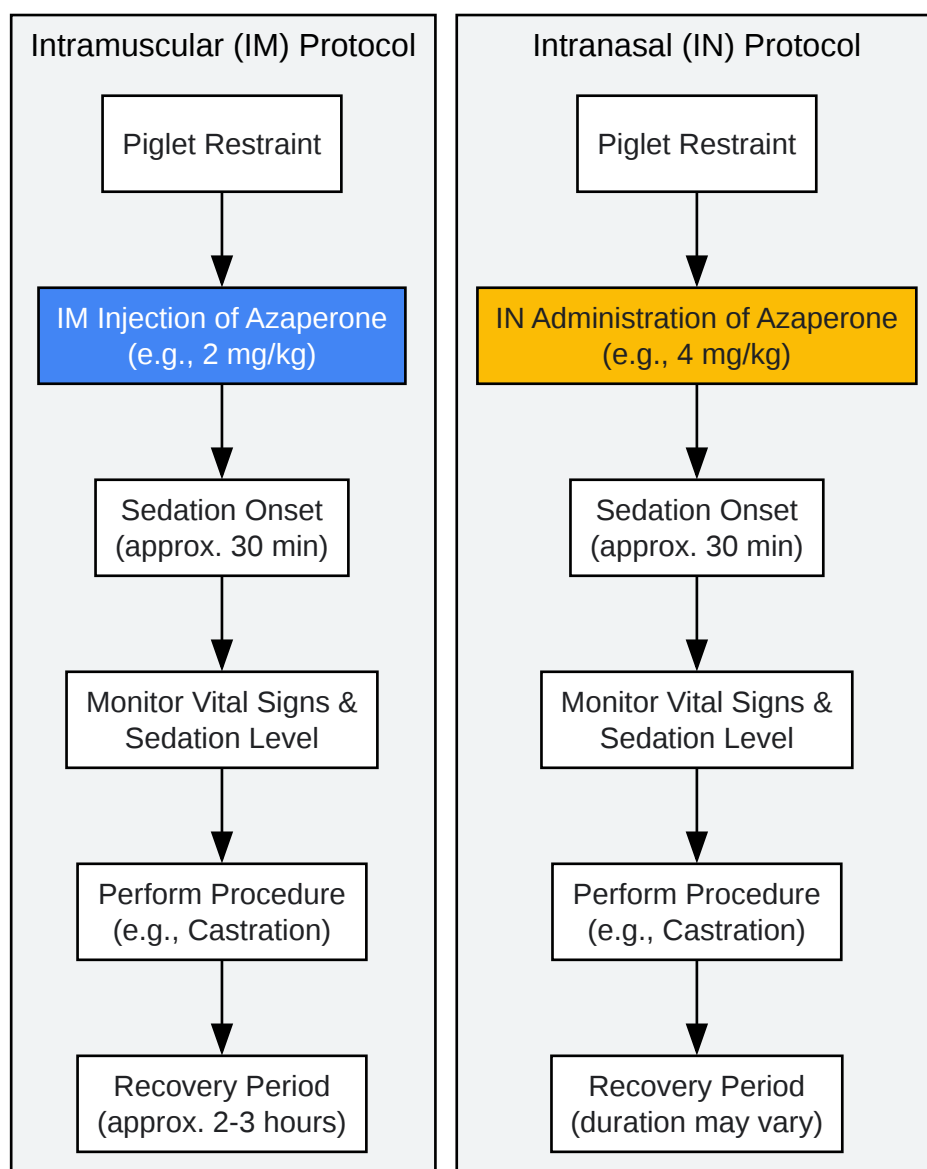 Intramuscular (IM) Protocol
Piglet Restraint
IM Injection of Azaperone
(e.g., 2 mg/kg)
Sedation Onset
(approx. 30 min)
Monitor Vital Signs &
Sedation Level
Perform Procedure
(e.g., Castration)
Recovery Period
(approx. 2-3 hours)
Intranasal (IN) Protocol
Piglet Restraint
IN Administration of Azaperone
(e.g., 4 mg/kg)
Sedation Onset
(approx. 30 min)
Monitor Vital Signs &
Sedation Level
Perform Procedure
(e.g., Castration)
Recovery Period
(duration may vary)